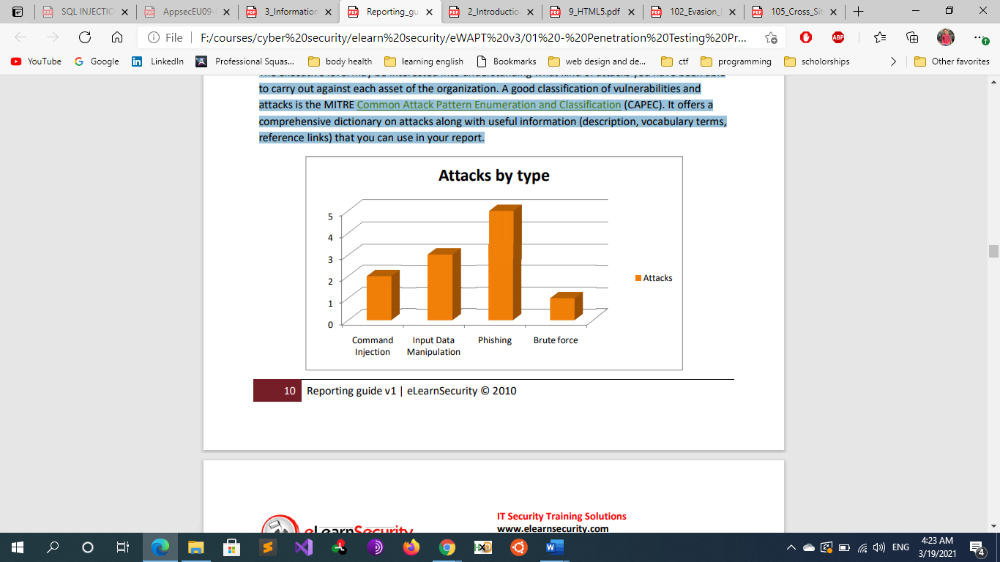 SQL INJECTIC
AppsecEU09-
3_Information
Reporting_gu
2_Introduction
9_HTML5.pdf
102_Evasion_
105_Cross_Sit
File
F:/courses/cyber%20security/elearn%20security/eWAPT%20v3/01%20-%20Penetration%20Testing%20Pr...
ABP
YouTube
Google
LinkedIn
Professional Squas...
body health
learning english
Bookmarks
web design and de...
ctf
programming
scholorships
Other favorites
to carry out against each asset of the organization. A good classification of vulnerabilities and
attacks is the MITRE Common Attack Pattern Enumeration and Classification (CAPEC). It offers a
comprehensive dictionary on attacks along with useful information (description, vocabulary terms,
reference links) that you can use in your report.
Attacks by type
5
4
3
2
1
0
Command
Injection
Input Data
Manipulation
Phishing
Brute force
Attacks
10 Reporting guide v1 | eLearnSecurity © 2010
eLearnSecurity
IT Security Training Solutions
www.elearnsecurity.com
ENG
4:23 AM
3/19/2021
4